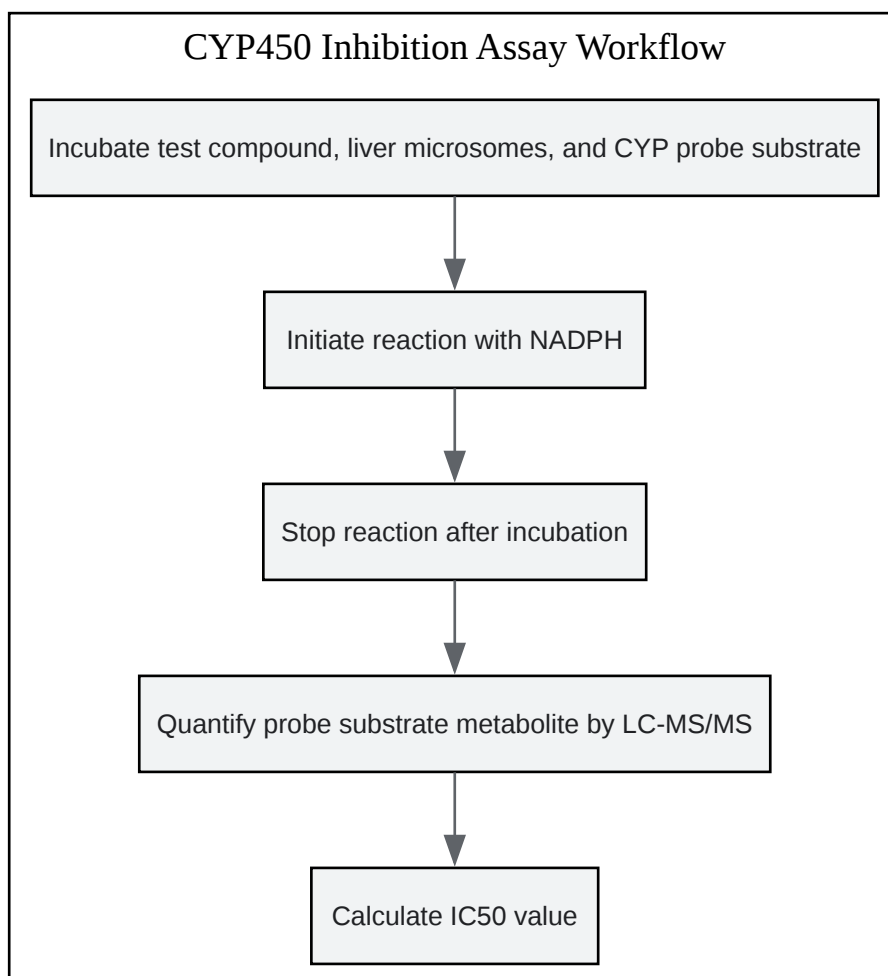 CYP450 Inhibition Assay Workflow
Incubate test compound, liver microsomes, and CYP probe substrate
Initiate reaction with NADPH
Stop reaction after incubation
Quantify probe substrate metabolite by LC-MS/MS
Calculate IC50 value